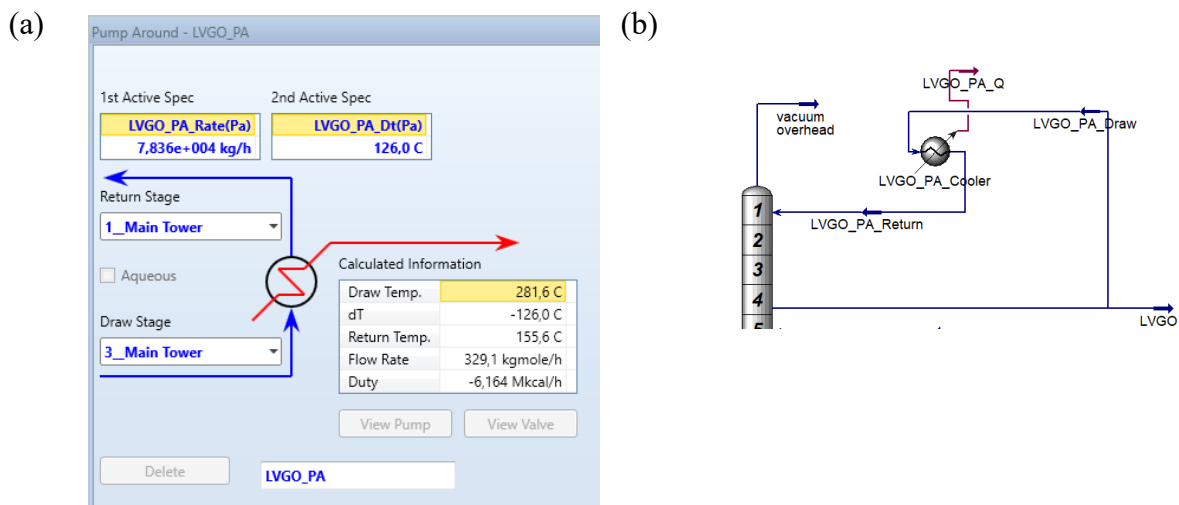 (a)
Pump Around - LVGO_PA
1st Active Spec
2nd Active Spec
LVGO_PA_Rate(Pa)
LVGO_PA_Dt(Pa)
7,836e+004 kg/h
126,0 C
Return Stage
1__Main Tower
Aqueous
Draw Stage
3__Main Tower
Calculated Information
Draw Temp. 281,6 C
dT -126,0 C
Return Temp. 155,6 C
Flow Rate 329,1 kgmole/h
Duty -6,164 Mkcal/h
View Pump
View Valve
Delete
LVGO_PA
(b)
LVGO_PA_Q
vacuum
overhead
LVGO_PA_Draw
LVGO_PA_Cooler
1
LVGO_PA_Return
2
3
4
LVGO
5